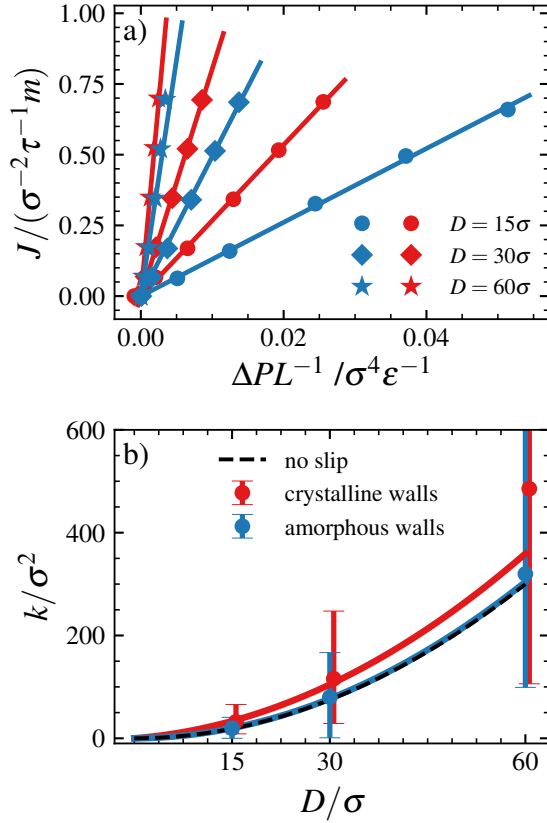 a)
J/(σ⁻²τ⁻¹m)
1.00
0.75
0.50
0.25
0.00
D = 15σ
D = 30σ
D = 60σ
0.00 0.02 0.04
ΔPL⁻¹ /σ⁴ε⁻¹
b)
k/σ²
600
400
200
0
no slip
crystalline walls
amorphous walls
15 30 60
D/σ